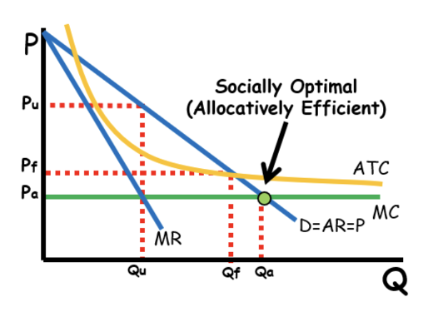 P
Socially Optimal
(Allocatively Efficient)
Pu
Pf
ATC
Pa
MC
D=AR=P
MR
Qu
Qf
Qa
Q